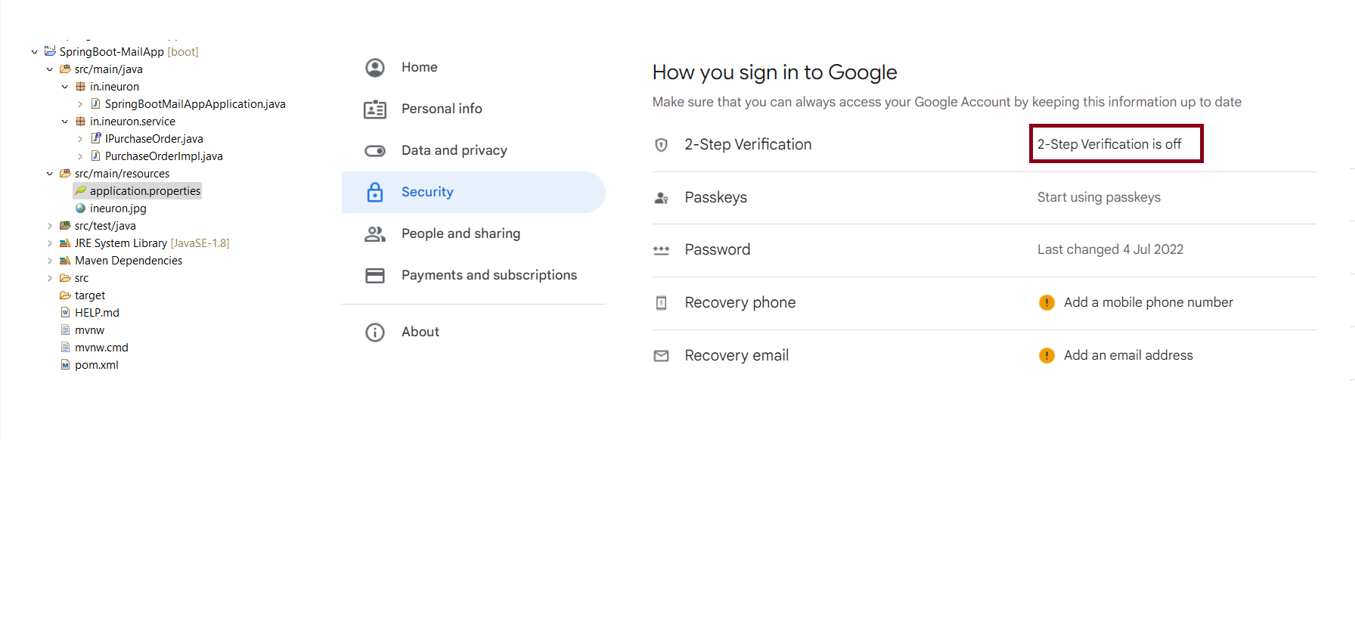 SpringBoot-MailApp [boot]
src/main/java
in.ineuron
SpringBootMailAppApplication.java
in.ineuron.service
IPurchaseOrder.java
PurchaseOrderImpl.java
src/main/resources
application.properties
ineuron.jpg
src/test/java
JRE System Library [JavaSE-1.8]
Maven Dependencies
src
target
HELP.md
mvnw
mvnw.cmd
pom.xml
Home
Personal info
Data and privacy
Security
People and sharing
Payments and subscriptions
About
How you sign in to Google
Make sure that you can always access your Google Account by keeping this information up to date
2-Step Verification
2-Step Verification is off
Passkeys
Start using passkeys
Password
Last changed 4 Jul 2022
Recovery phone
Add a mobile phone number
Recovery email
Add an email address